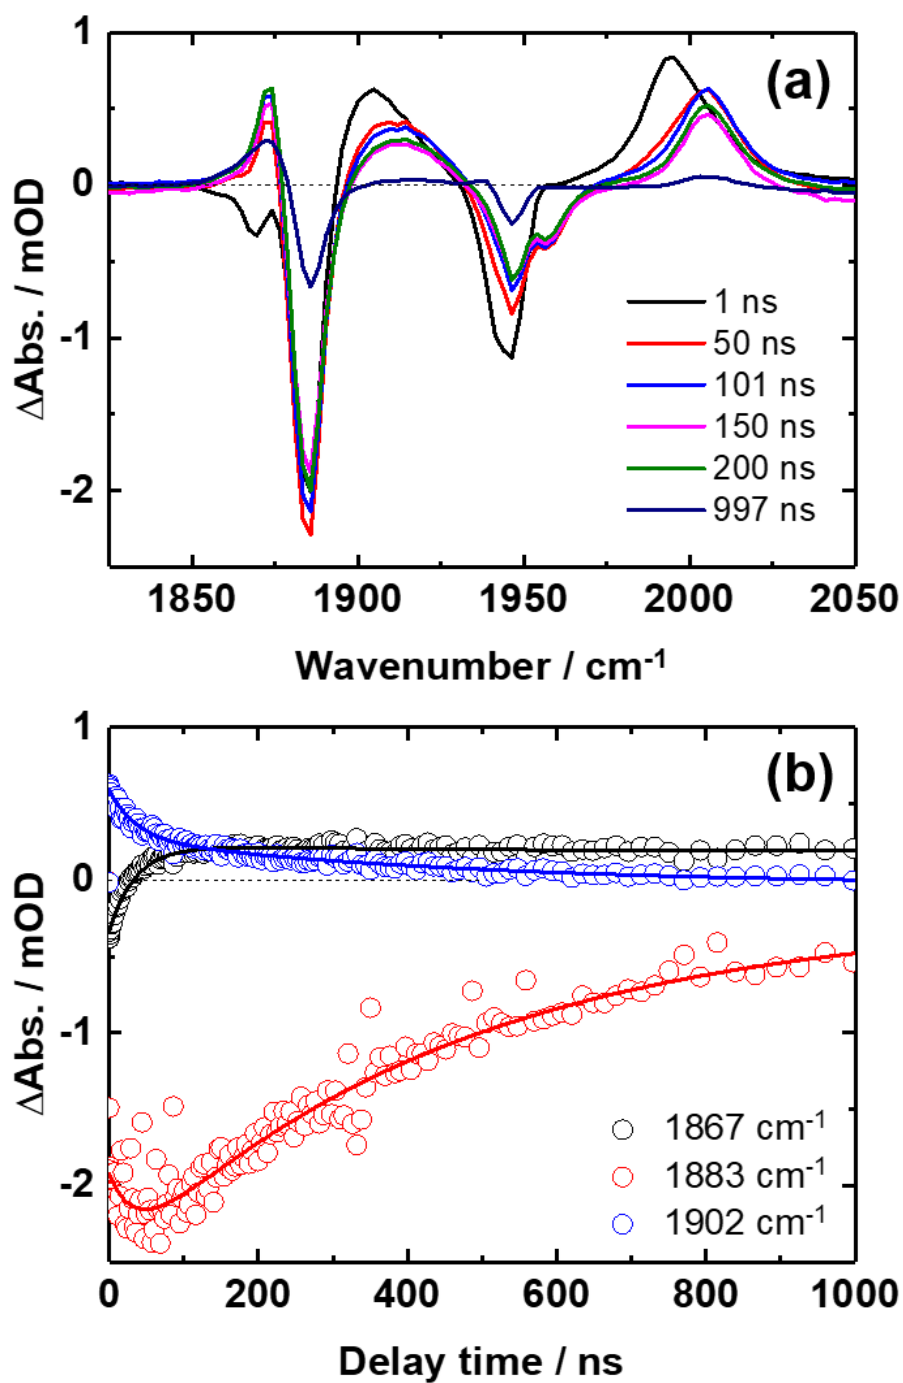 1
(a)
0
ΔAbs. / mOD
-1
-2
1 ns
50 ns
101 ns
150 ns
200 ns
997 ns
1850 1900 1950 2000 2050
Wavenumber / cm-1
1
(b)
0
ΔAbs. / mOD
-1
-2
1867 cm-1
1883 cm-1
1902 cm-1
0 200 400 600 800 1000
Delay time / ns